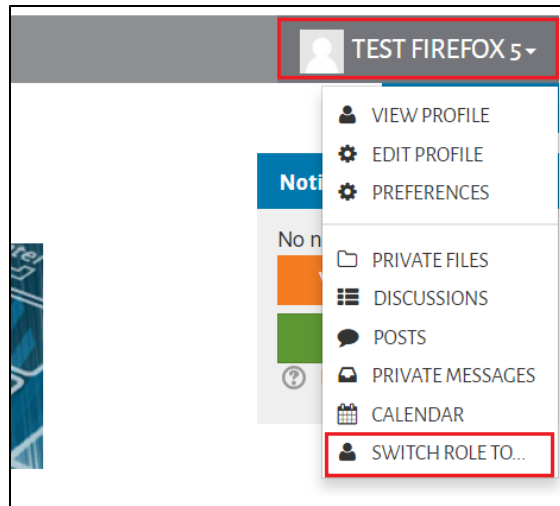 TEST FIREFOX 5
VIEW PROFILE
EDIT PROFILE
PREFERENCES
Noti
No n
PRIVATE FILES
DISCUSSIONS
POSTS
PRIVATE MESSAGES
CALENDAR
SWITCH ROLE TO...